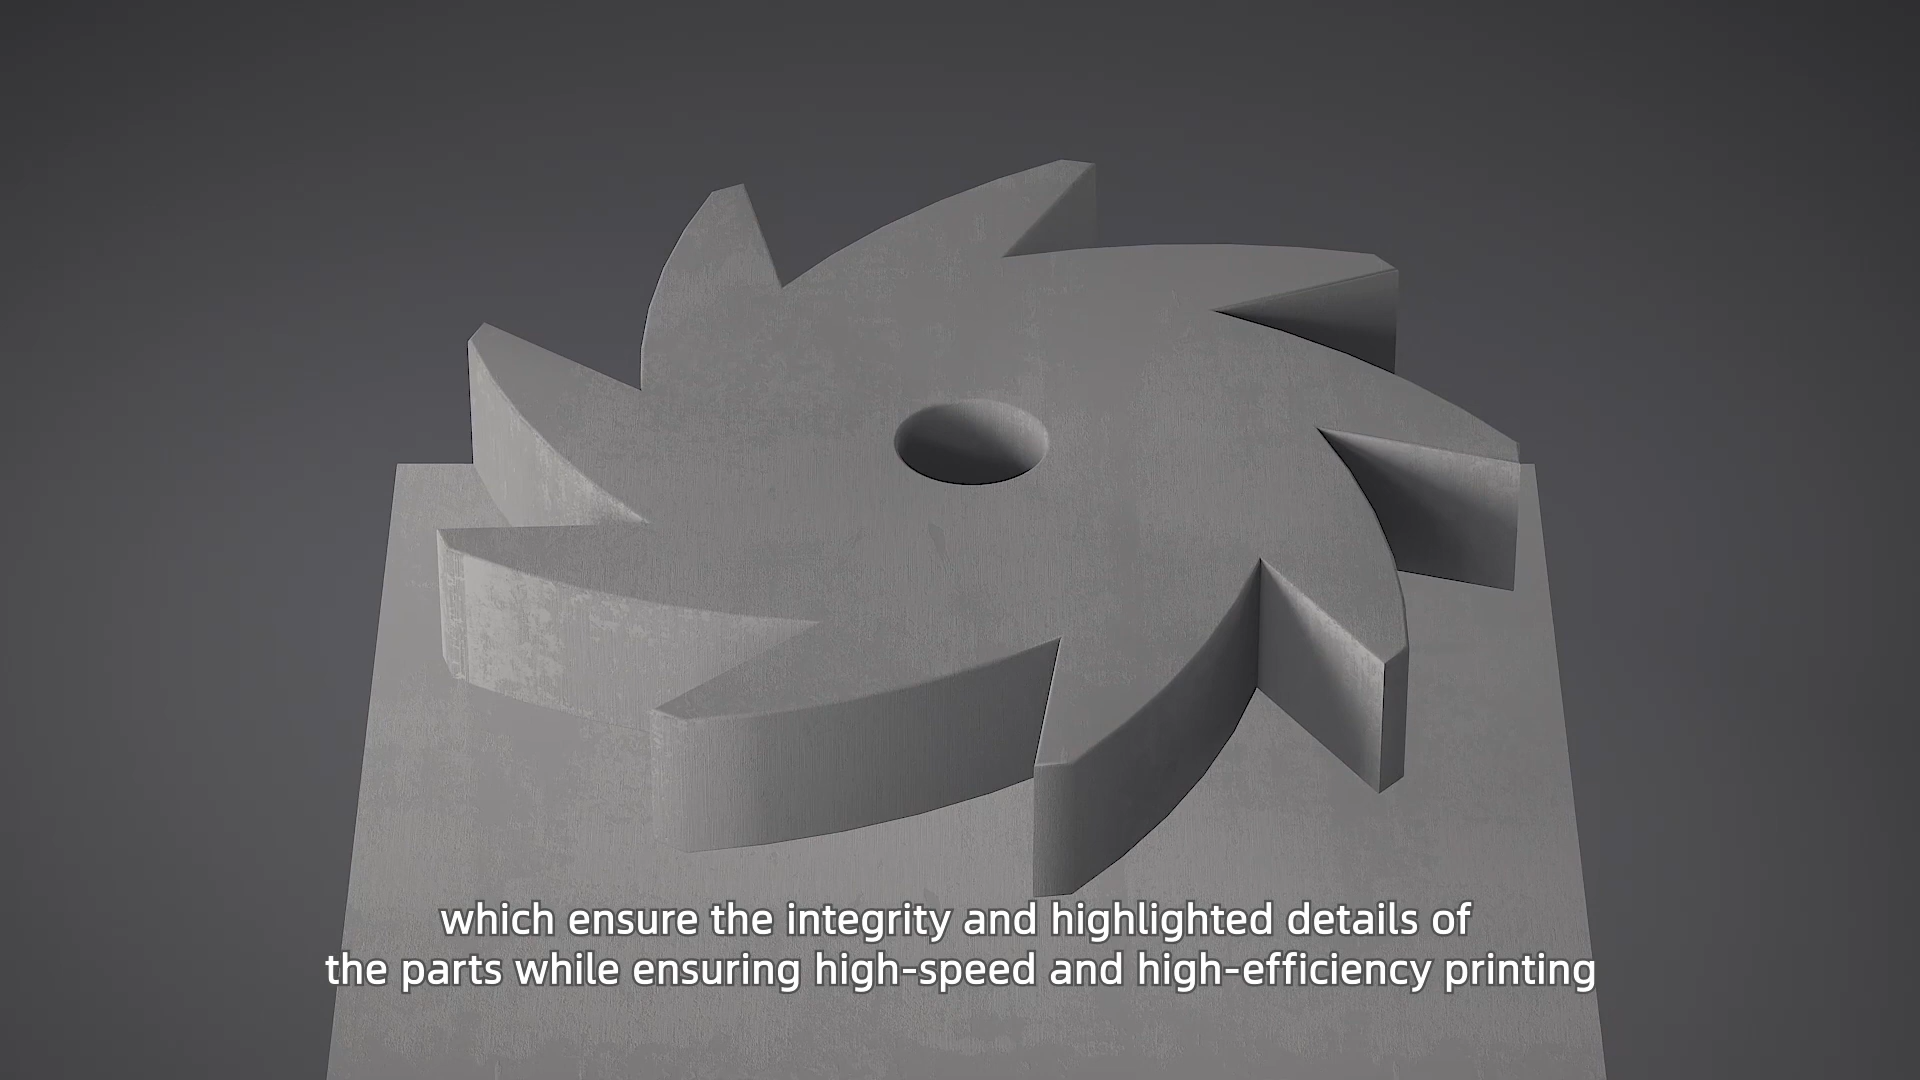 which ensure the integrity and highlighted details of
the parts while ensuring high-speed and high-efficiency printing